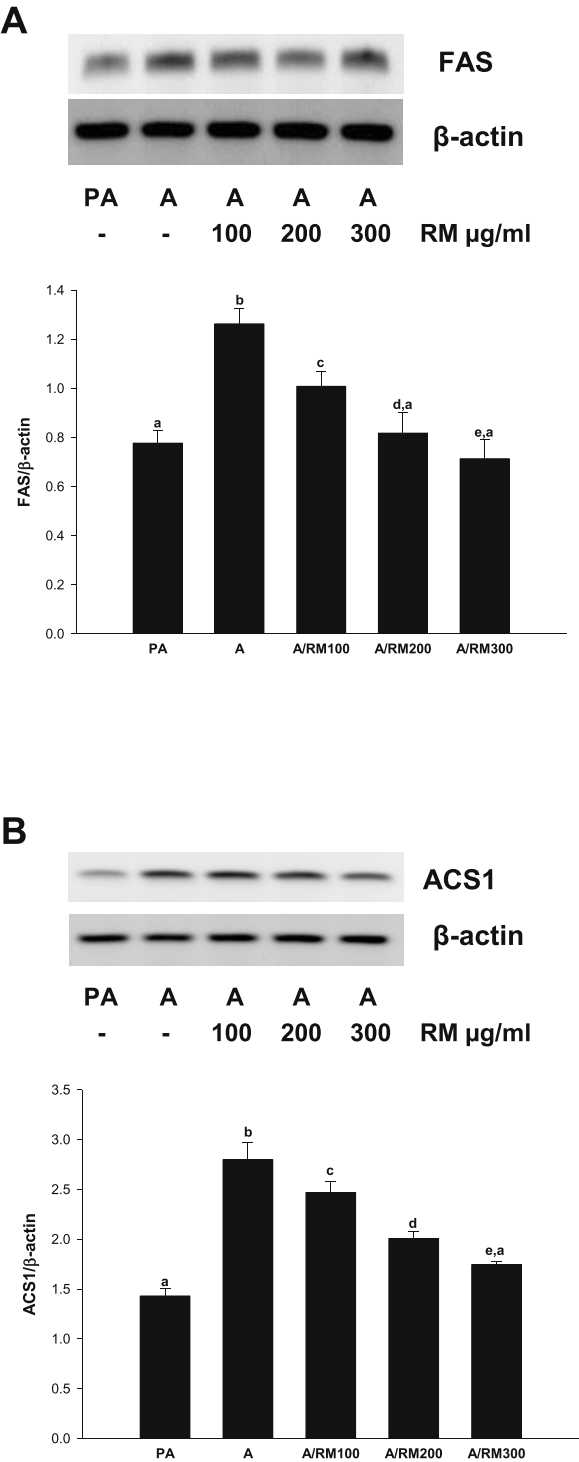 A
FAS
β-actin
PA A A A A
- - 100 200 300 RM µg/ml
1.4
1.2
1.0
0.8
0.6
0.4
0.2
0.0
FAS/β-actin
a b c d,a e,a
PA A A/RM100 A/RM200 A/RM300
B
ACS1
β-actin
PA A A A A
- - 100 200 300 RM µg/ml
3.5
3.0
2.5
2.0
1.5
1.0
0.5
0.0
ACS1/β-actin
a b c d e,a
PA A A/RM100 A/RM200 A/RM300